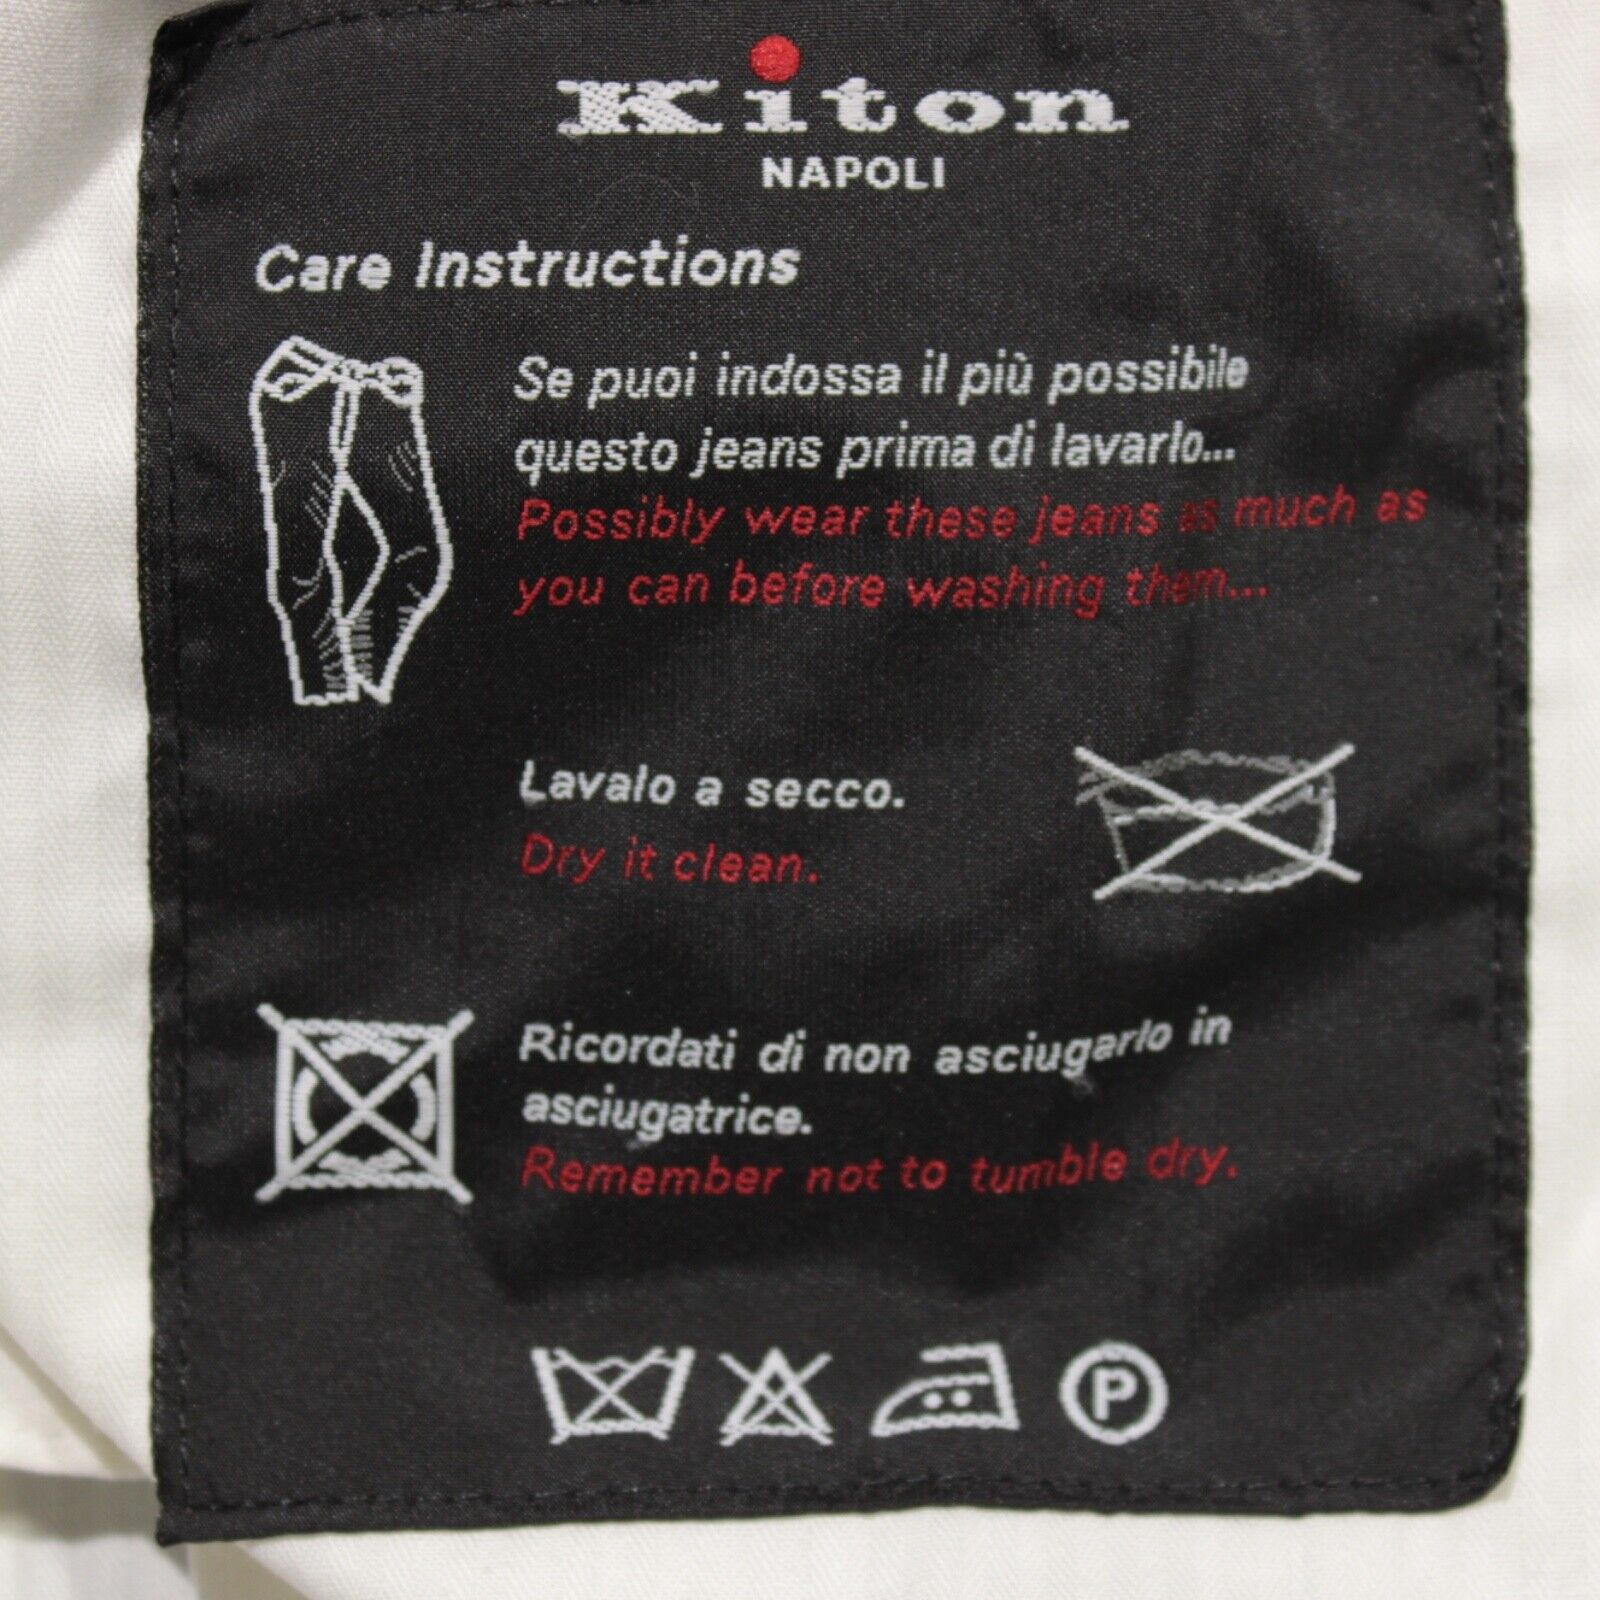 Kiton
NAPOLI
Care Instructions
Se puoi indossa il più possibile
questo jeans prima di lavarlo...
Possibly wear these jeans as much as
you can before washing them...
Lavalo a secco.
Dry it clean.
Ricordati di non asciugarlo in
asciugatrice.
Remember not to tumble dry.
P